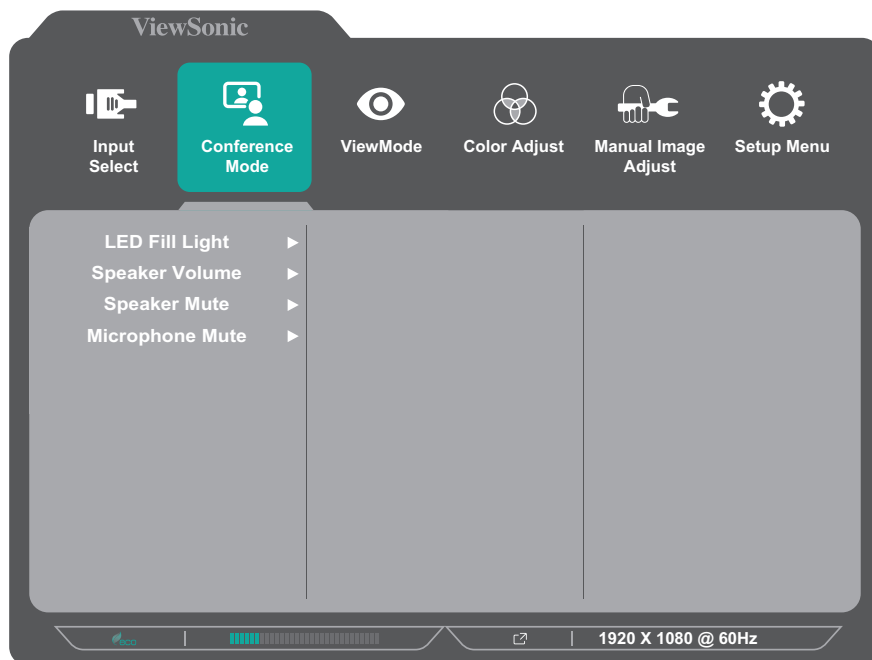 ViewSonic
Input
Select
Conference
Mode
ViewMode
Color Adjust
Manual Image
Adjust
Setup Menu
LED Fill Light
Speaker Volume
Speaker Mute
Microphone Mute
eco
1920 X 1080 @ 60Hz